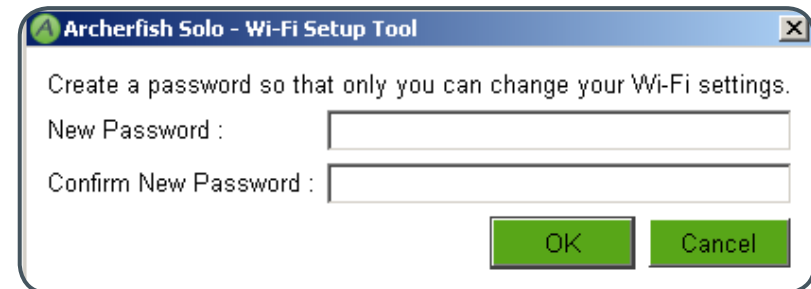 A Archerfish Solo - Wi-Fi Setup Tool X
Create a password so that only you can change your Wi-Fi settings.
New Password :
Confirm New Password :
OK Cancel